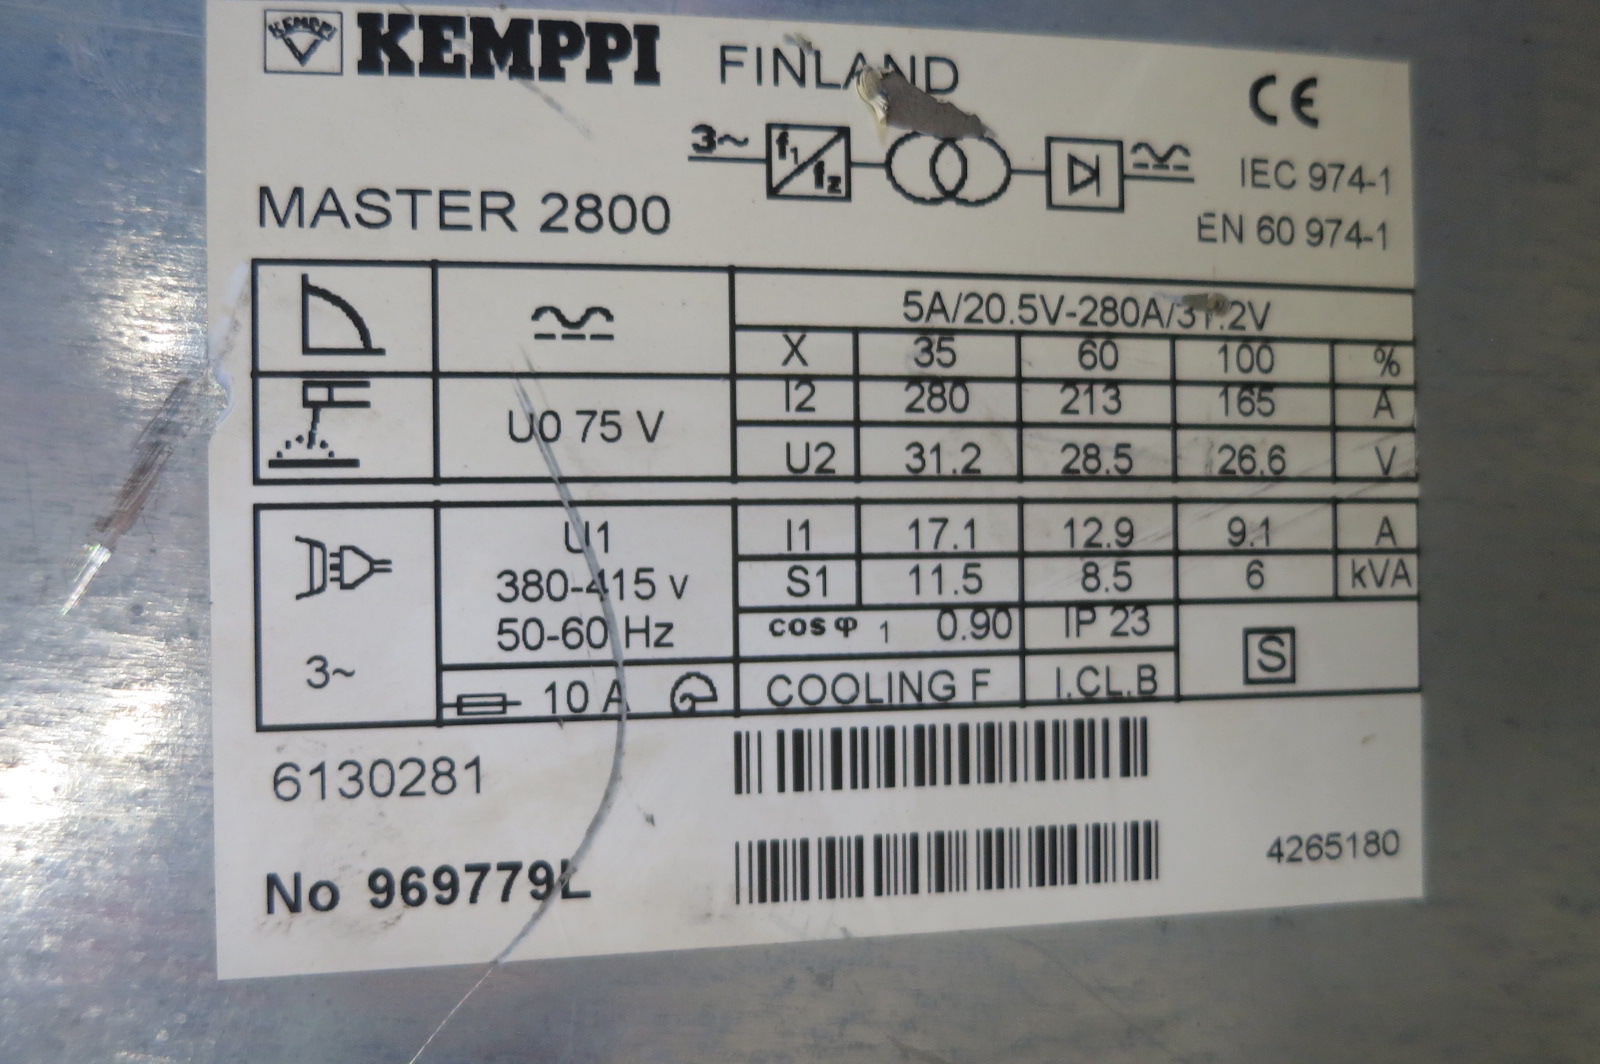 KEMPPI
KEMPPI FINLAND
CE
3~ f1 f2
IEC 974-1
MASTER 2800
EN 60 974-1
5A/20.5V-280A/31.2V
X 35 60 100 %
U0 75 V
I2 280 213 165 A
U2 31.2 28.5 26.6 V
U1
380-415 V
50-60 Hz
I1 17.1 12.9 9.1 A
S1 11.5 8.5 6 kVA
cos φ 1 0.90 IP 23
S
3~
10 A COOLING F I.CL.B
6130281
No 969779L
4265180